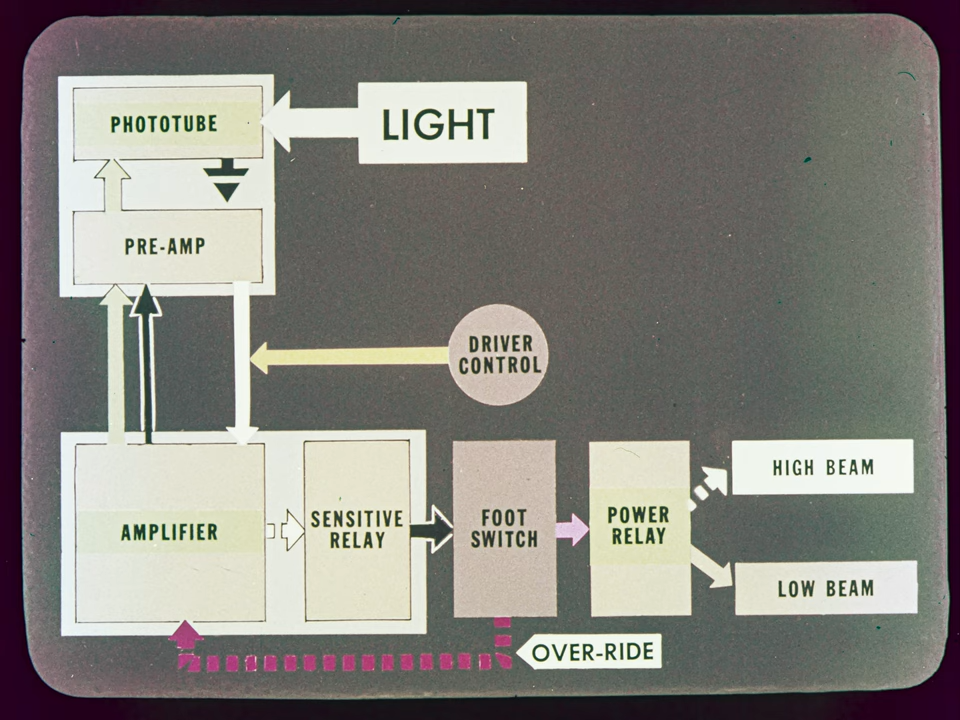 LIGHT
PHOTOTUBE
PRE-AMP
DRIVER
CONTROL
AMPLIFIER
SENSITIVE
RELAY
FOOT
SWITCH
POWER
RELAY
HIGH BEAM
LOW BEAM
OVER-RIDE